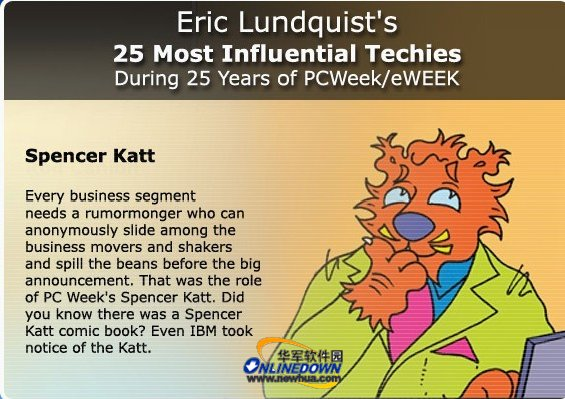 Eric Lundquist's
25 Most Influential Techies
During 25 Years of PCWeek/eWEEK
Spencer Katt
Every business segment
needs a rumormonger who can
anonymously slide among the
business movers and shakers
and spill the beans before the big
announcement. That was the role
of PC Week's Spencer Katt. Did
you know there was a Spencer
Katt comic book? Even IBM took
notice of the Katt.
华军软件园
ONLINEDOWN
www.newhua.com